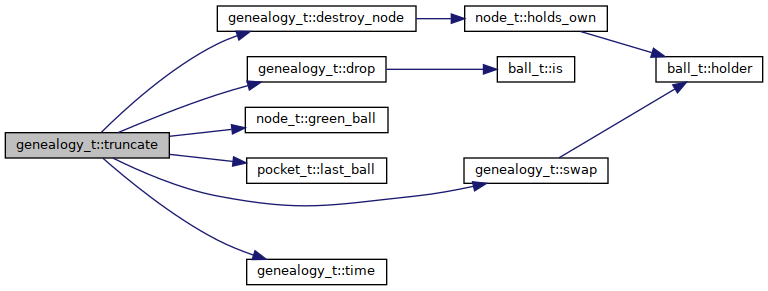 genealogy_t::destroy_node
node_t::holds_own
genealogy_t::drop
ball_t::is
ball_t::holder
node_t::green_ball
genealogy_t::truncate
pocket_t::last_ball
genealogy_t::swap
genealogy_t::time